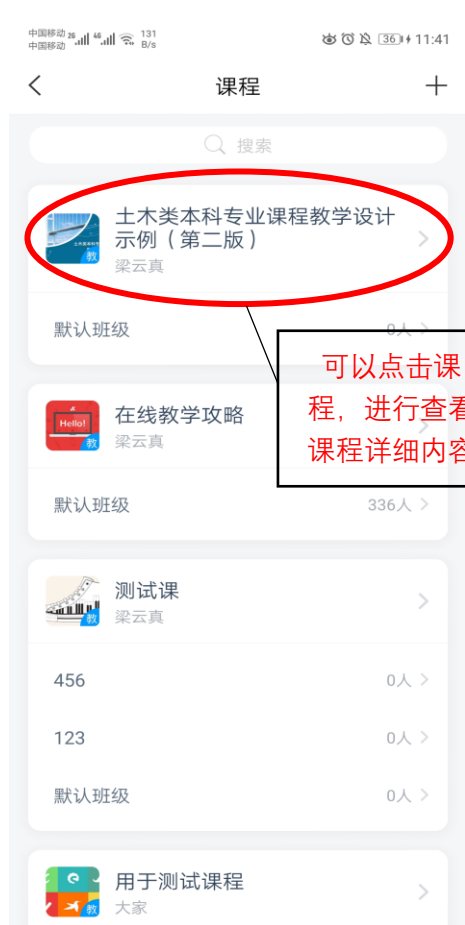 中国移动 26 46 131
中国移动 B/s
36 11:41
课程
搜索
土木类本科专业课程教学设计
示例（第二版）
梁云真
教
默认班级
0人
可以点击课
程，进行查看
课程详细内容
Hello!
教
在线教学攻略
梁云真
默认班级
336人
教
测试课
梁云真
456
0人
123
0人
默认班级
0人
教
用于测试课程
大家